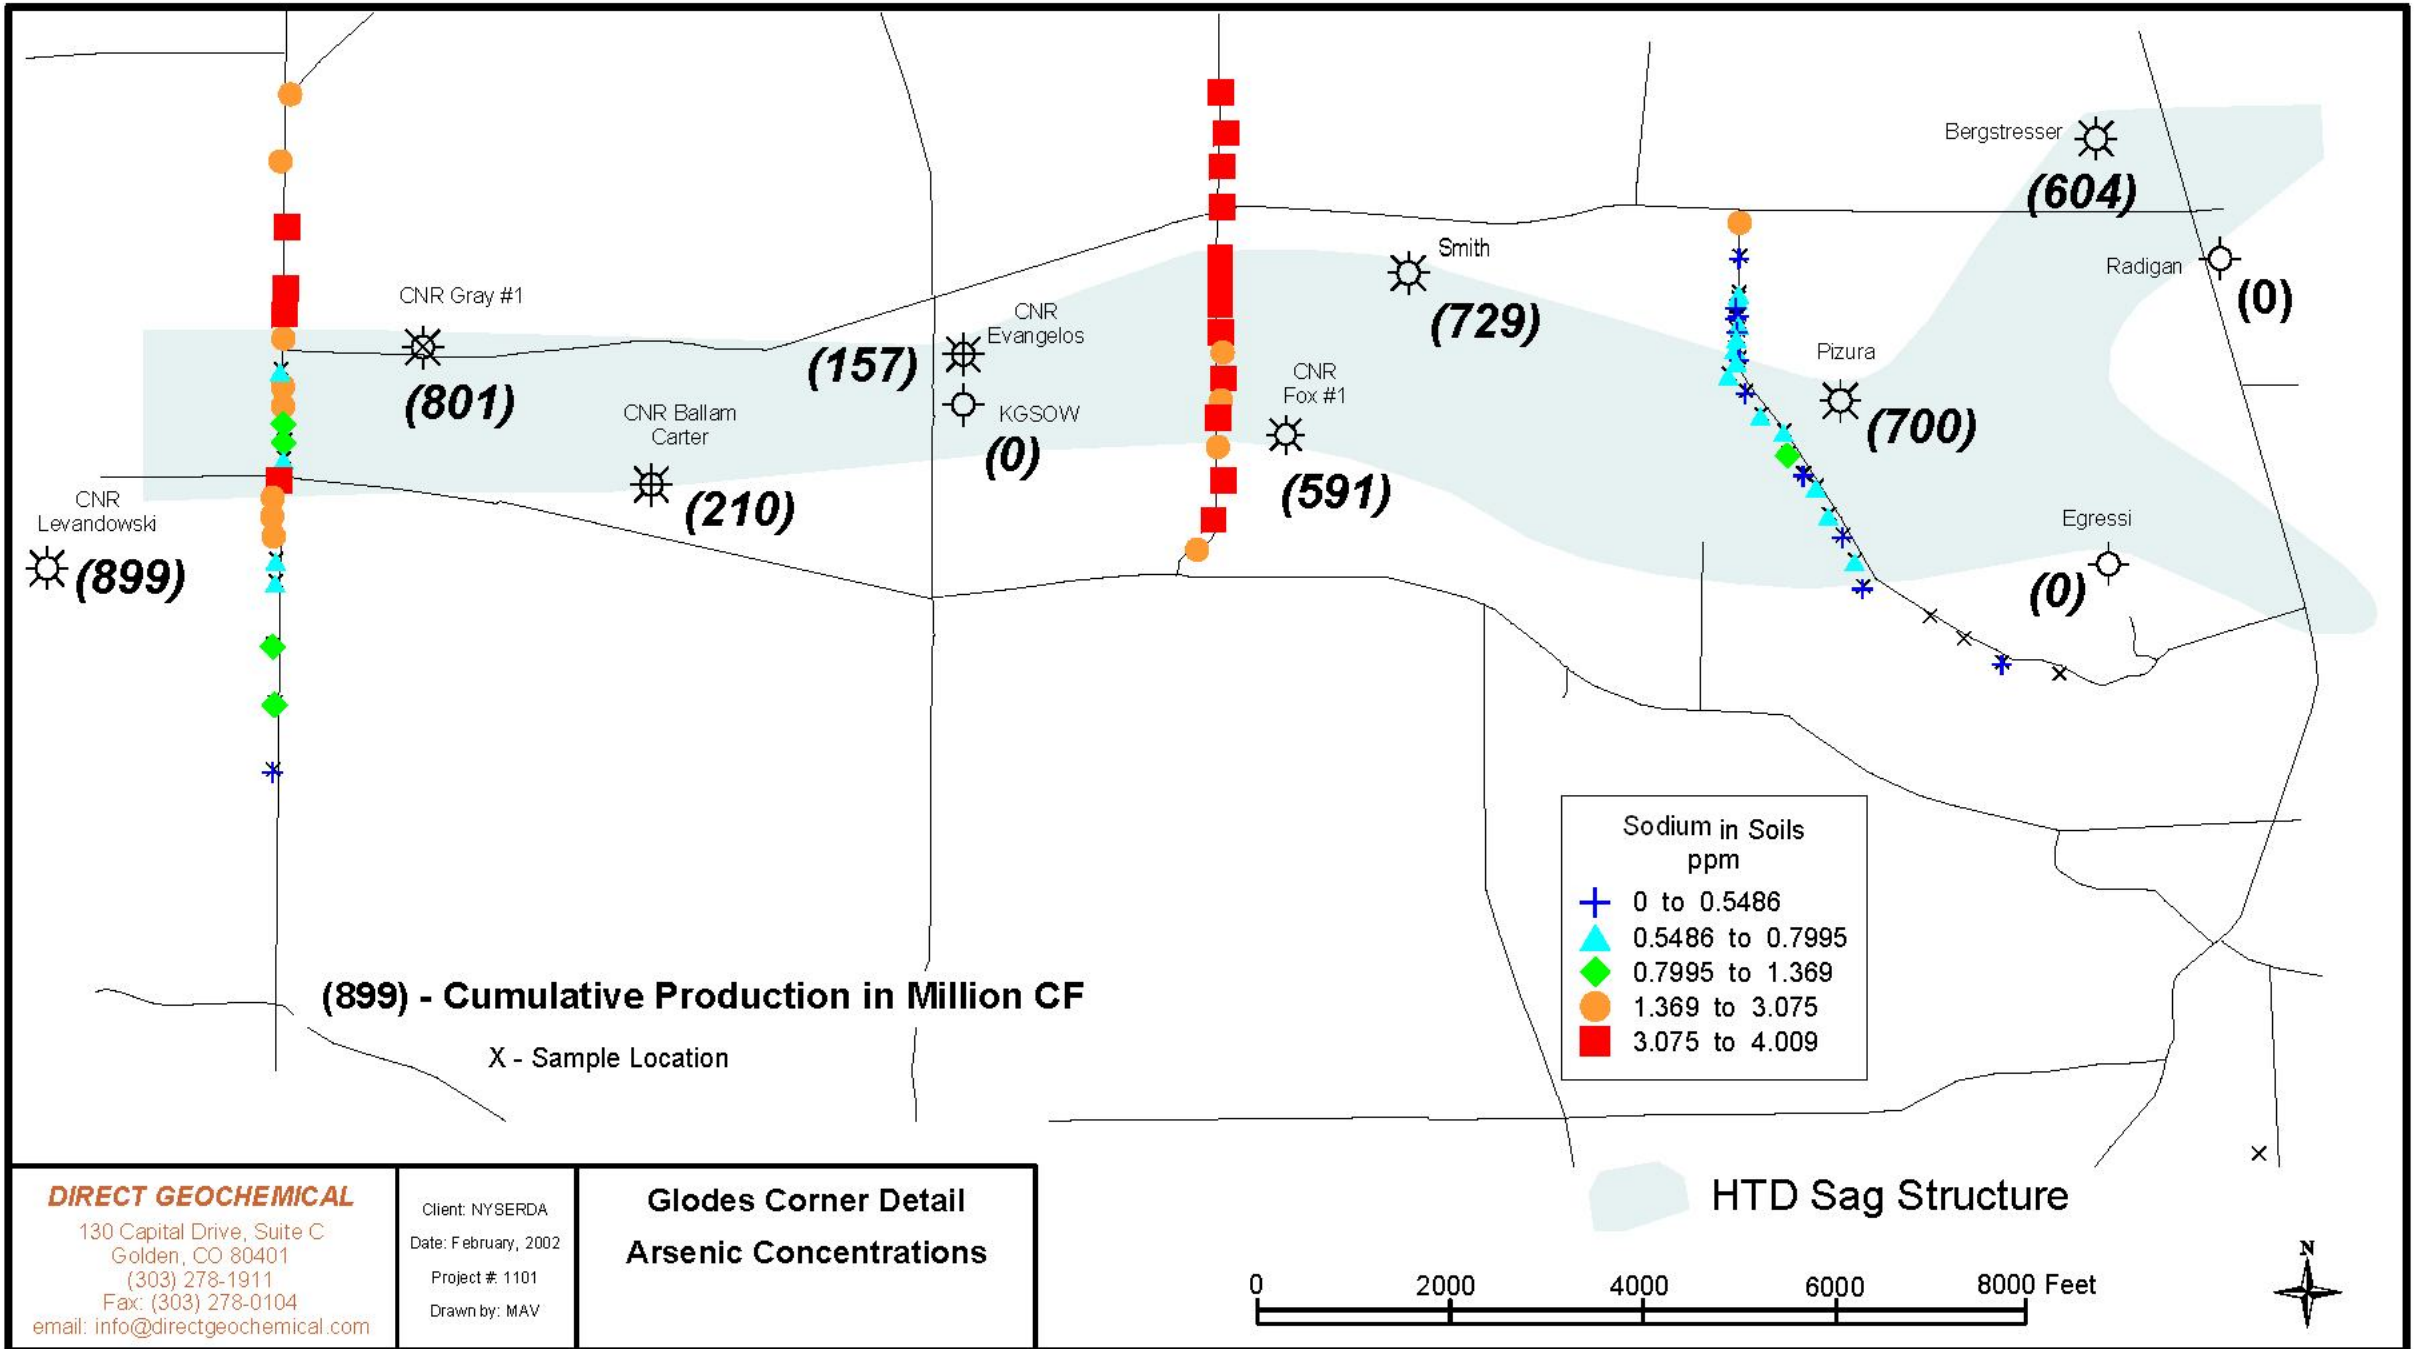 Bergstresser
(604)
Smith
Radigan
(0)
CNR Gray #1
CNR
Evangelos
(729)
(157)
Pizura
CNR
Fox #1
(801)
CNR Ballam
Carter
KGSOW
(0)
(700)
CNR
Levandowski
(210)
(591)
Egressi
(899)
(0)
Sodium in Soils
ppm
0 to 0.5486
0.5486 to 0.7995
0.7995 to 1.369
1.369 to 3.075
3.075 to 4.009
(899) - Cumulative Production in Million CF
X - Sample Location
HTD Sag Structure
DIRECT GEOCHEMICAL
130 Capital Drive, Suite C
Golden, CO 80401
(303) 278-1911
Fax: (303) 278-0104
email: info@directgeochemical.com
Client: NYSERDA
Date: February, 2002
Project #: 1101
Drawn by: MAV
Glodes Corner Detail
Arsenic Concentrations
0 2000 4000 6000 8000 Feet
N